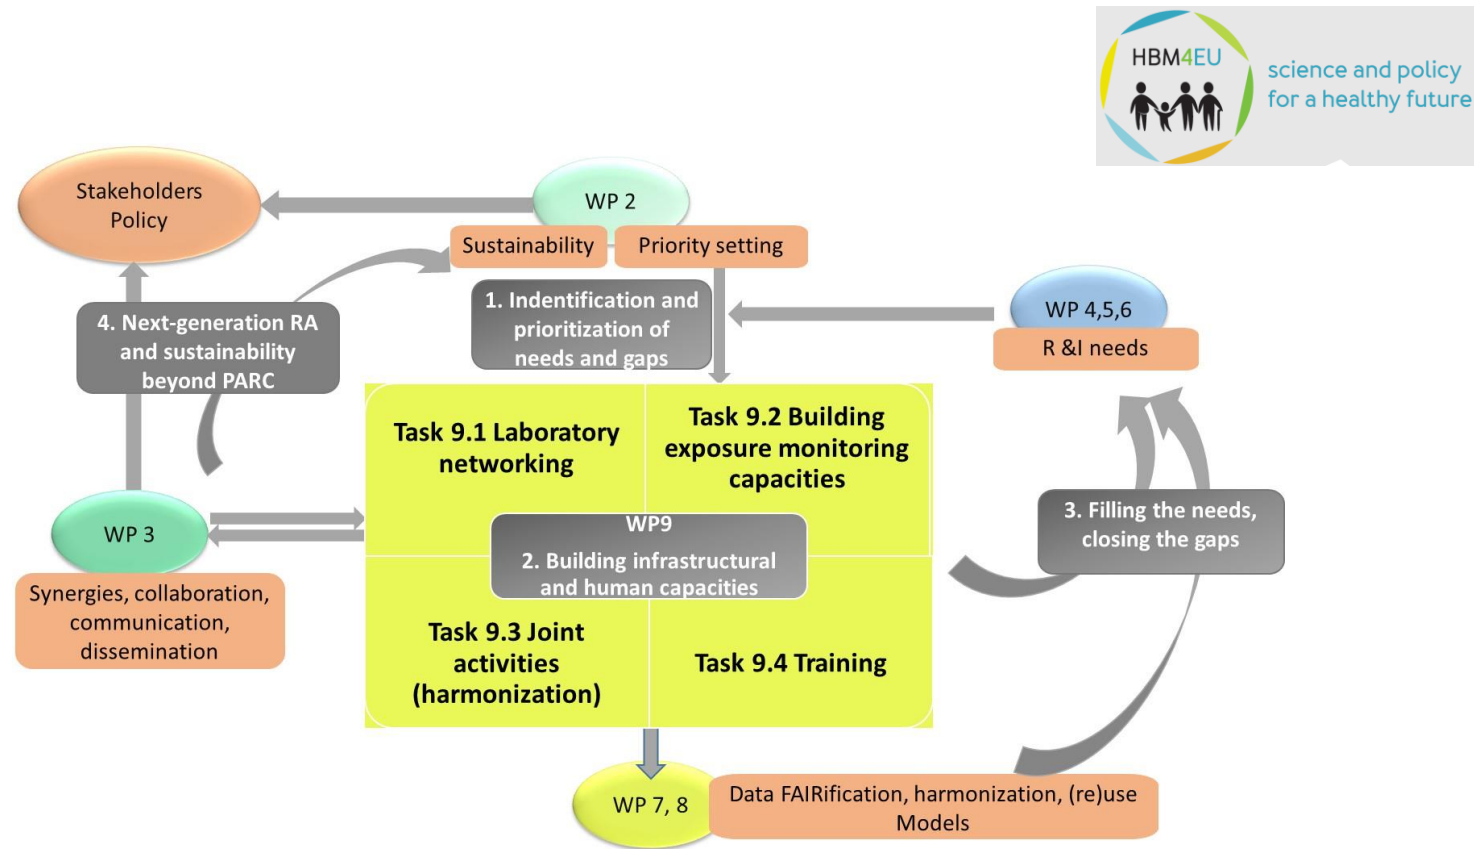 HBM4EU
science and policy
for a healthy future
Stakeholders
Policy
WP 2
Sustainability
Priority setting
1. Indentification and
prioritization of
needs and gaps
WP 4,5,6
R &I needs
4. Next-generation RA
and sustainability
beyond PARC
Task 9.1 Laboratory
networking
Task 9.2 Building
exposure monitoring
capacities
WP 3
Synergies, collaboration,
communication,
dissemination
WP9
2. Building infrastructural
and human capacities
3. Filling the needs,
closing the gaps
Task 9.3 Joint
activities
(harmonization)
Task 9.4 Training
WP 7, 8
Data FAIRification, harmonization, (re)use
Models